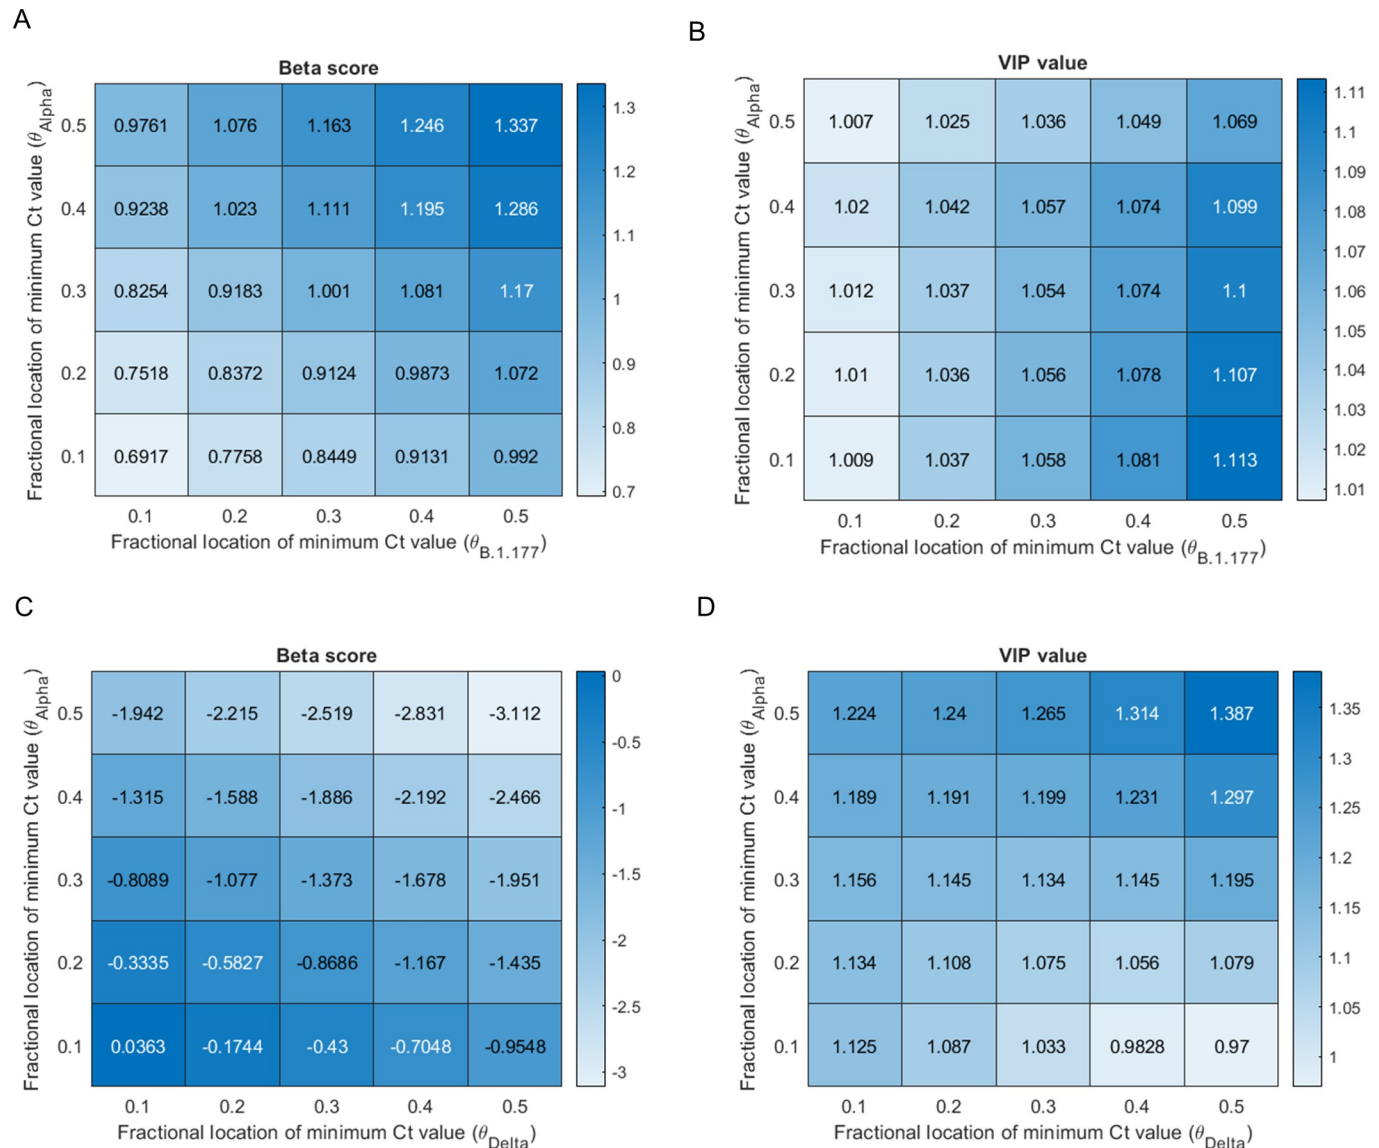 A
Beta score
Fractional location of minimum Ct value (θAlpha)
0.5 0.9761 1.076 1.163 1.246 1.337
0.4 0.9238 1.023 1.111 1.195 1.286
0.3 0.8254 0.9183 1.001 1.081 1.17
0.2 0.7518 0.8372 0.9124 0.9873 1.072
0.1 0.6917 0.7758 0.8449 0.9131 0.992
0.1 0.2 0.3 0.4 0.5
Fractional location of minimum Ct value (θB.1.177)
1.3
1.2
1.1
1
0.9
0.8
0.7
B
VIP value
Fractional location of minimum Ct value (θAlpha)
0.5 1.007 1.025 1.036 1.049 1.069
0.4 1.02 1.042 1.057 1.074 1.099
0.3 1.012 1.037 1.054 1.074 1.1
0.2 1.01 1.036 1.056 1.078 1.107
0.1 1.009 1.037 1.058 1.081 1.113
0.1 0.2 0.3 0.4 0.5
Fractional location of minimum Ct value (θB.1.177)
1.11
1.1
1.09
1.08
1.07
1.06
1.05
1.04
1.03
1.02
1.01
C
Beta score
Fractional location of minimum Ct value (θAlpha)
0.5 -1.942 -2.215 -2.519 -2.831 -3.112
0.4 -1.315 -1.588 -1.886 -2.192 -2.466
0.3 -0.8089 -1.077 -1.373 -1.678 -1.951
0.2 -0.3335 -0.5827 -0.8686 -1.167 -1.435
0.1 0.0363 -0.1744 -0.43 -0.7048 -0.9548
0.1 0.2 0.3 0.4 0.5
Fractional location of minimum Ct value (θDelta)
0
-0.5
-1
-1.5
-2
-2.5
-3
D
VIP value
Fractional location of minimum Ct value (θAlpha)
0.5 1.224 1.24 1.265 1.314 1.387
0.4 1.189 1.191 1.199 1.231 1.297
0.3 1.156 1.145 1.134 1.145 1.195
0.2 1.134 1.108 1.075 1.056 1.079
0.1 1.125 1.087 1.033 0.9828 0.97
0.1 0.2 0.3 0.4 0.5
Fractional location of minimum Ct value (θDelta)
1.35
1.3
1.25
1.2
1.15
1.1
1.05
1